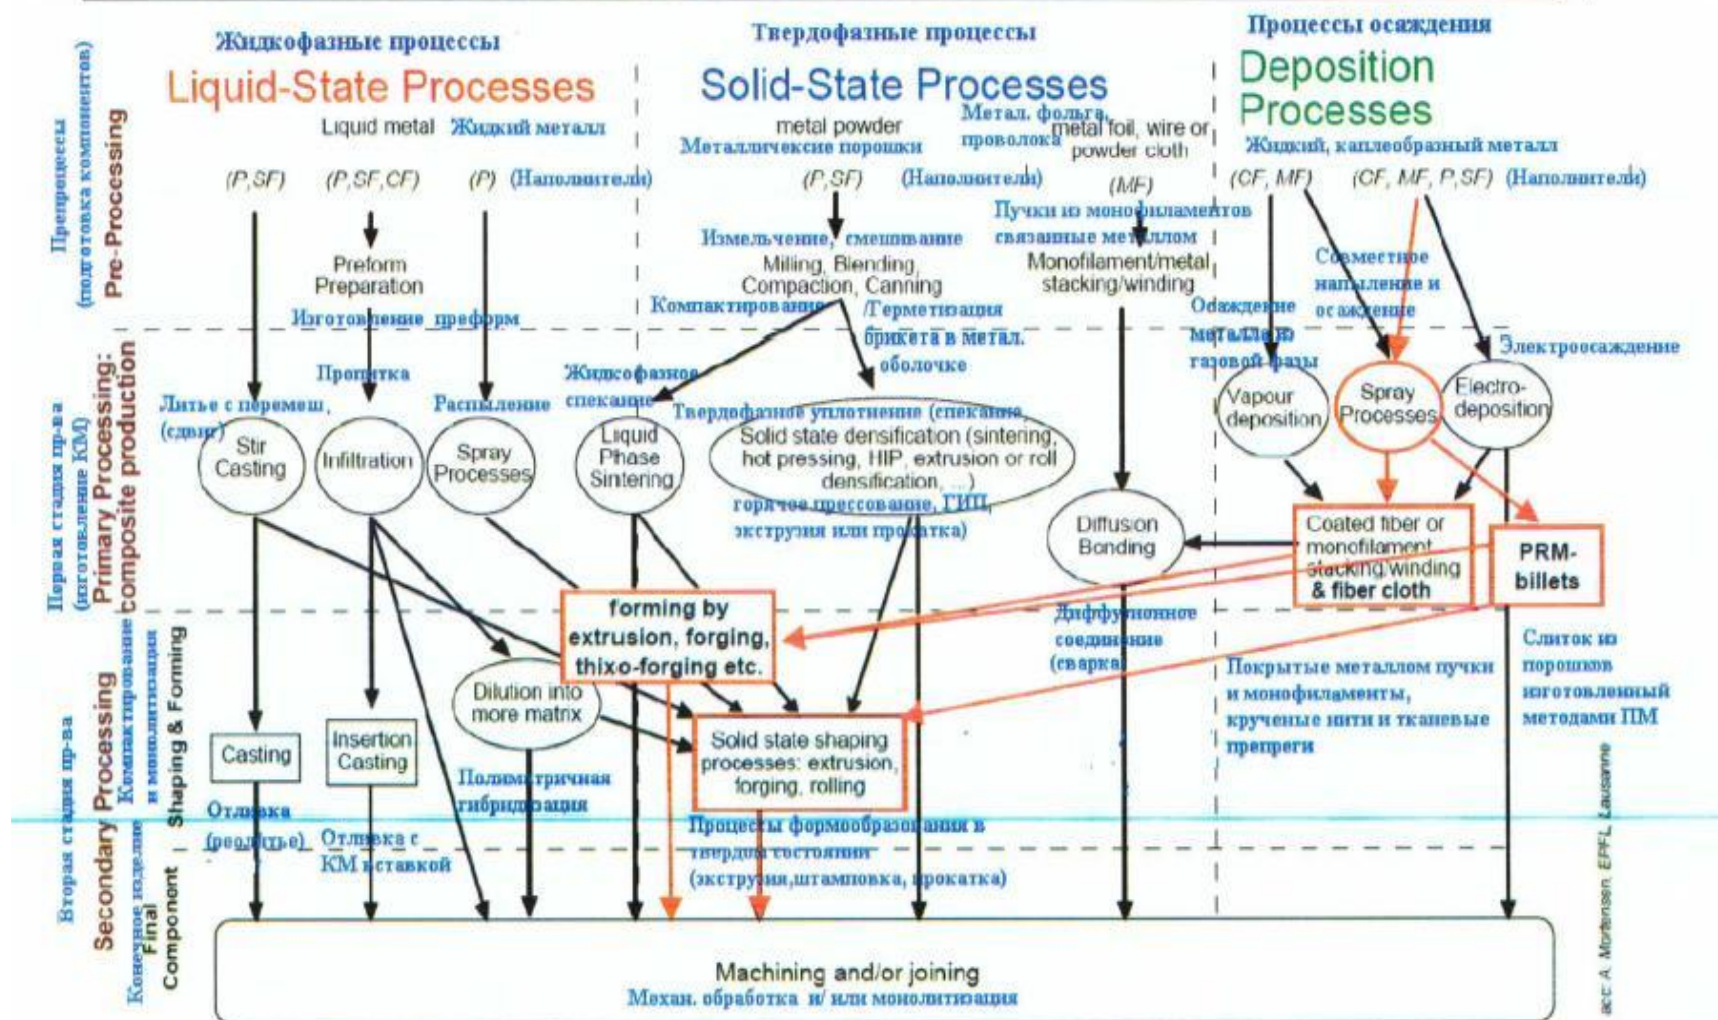 Жидкофазные процессы
Твердофазные процессы
Процессы осаждения
Liquid-State Processes
Solid-State Processes
Deposition
Processes
Liquid metal Жидкий металл
metal powder
Металличексие порошки
Метал. фольга,
проволока
metal foil, wire or
powder cloth
Жидкий, каплеобразный металл
(P,SF)
(P,SF,CF)
(P) (Наполнители)
(P,SF) (Наполнители)
(MF)
(CF, MF)
(CF, MF, P,SF) (Наполнители)
Препрецессы
(подготовка компонентов)
Pre-Processing
Preform
Preparation
Изготовление преформ
Измельчение, смешивание
Milling, Blending,
Compaction, Canning
Компактирование
/Герметизация
брикета в метал.
оболочке
Пучки из монофиламентов
связанные металлом
Monofilament/metal
stacking/winding
Осаждение
металла из
газовой фазы
Совместное
напыление и
осаждение
Электроосаждение
Первая стадия пр-ва
(изготовление КМ)
Primary Processing:
composite production
Литье с перемеш,
(сдвиг)
Пропитка
Распыление
Жидкофазное
спекание
Твердофазное уплотнение (спекание,
Stir
Casting
Infiltration
Spray
Processes
Liquid
Phase
Sintering
Solid state densification (sintering,
hot pressing, HIP, extrusion or roll
densification, ...)
горячее прессование, ГИП,
экструзия или прокатка)
Diffusion
Bonding
Vapour
deposition
Spray
Processes
Electro-
deposition
Coated fiber or
monofilament
stacking/winding
& fiber cloth
PRM-
billets
Диффузионное
соединение
(сварка)
Покрытые металлом пучки
и монофиламенты,
крученые нити и тканевые
препреги
Слиток из
порошков
изготовленный
методами ПМ
Вторая стадия пр-ва
Secondary Processing
Компактирование
и монолитизация
Shaping & Forming
forming by
extrusion, forging,
thixo-forging etc.
Dilution into
more matrix
Casting
Insertion
Casting
Solid state shaping
processes: extrusion,
forging, rolling
Полиматричная
гибридизация
Отливка
(реолитье)
Отливка с
КМ вставкой
Процессы формообразования в
твердом состоянии
(экструзия,штамповка, прокатка)
Конечное изделие
Final
Component
Machining and/or joining
Механ. обработка и/ или монолитизация
acc. A. Mortensen, EPFL, Lausanne